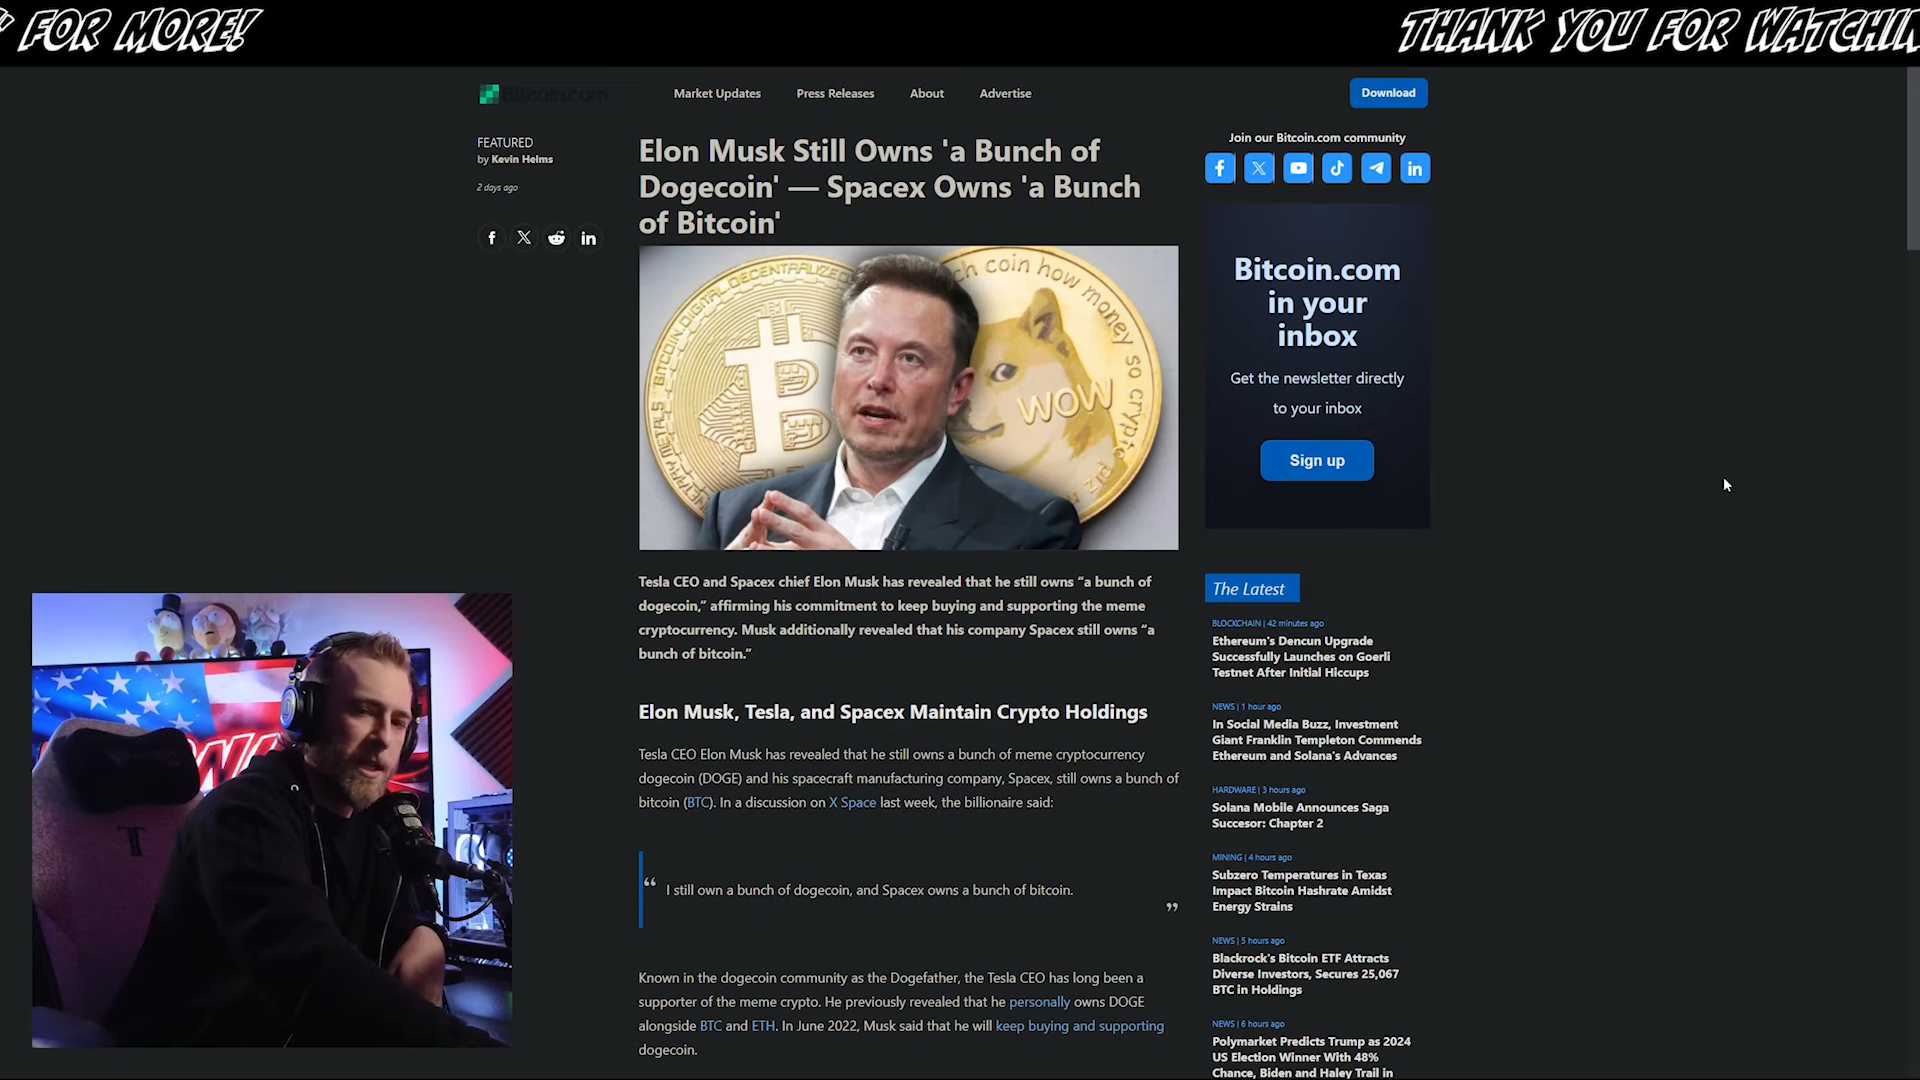 FOR MORE!
THANK YOU FOR WATCHIN
Bitcoin.com
Market Updates
Press Releases
About
Advertise
Download
FEATURED
by Kevin Helms
2 days ago
Elon Musk Still Owns 'a Bunch of
Dogecoin' — Spacex Owns 'a Bunch
of Bitcoin'
BITCOIN·DIGITAL·DECENTRALIZED
METALS
ch coin how money so crypto
WOW
Tesla CEO and Spacex chief Elon Musk has revealed that he still owns “a bunch of
dogecoin,” affirming his commitment to keep buying and supporting the meme
cryptocurrency. Musk additionally revealed that his company Spacex still owns “a
bunch of bitcoin.”
Elon Musk, Tesla, and Spacex Maintain Crypto Holdings
Tesla CEO Elon Musk has revealed that he still owns a bunch of meme cryptocurrency
dogecoin (DOGE) and his spacecraft manufacturing company, Spacex, still owns a bunch of
bitcoin (BTC). In a discussion on X Space last week, the billionaire said:
“ I still own a bunch of dogecoin, and Spacex owns a bunch of bitcoin.
”
Known in the dogecoin community as the Dogefather, the Tesla CEO has long been a
supporter of the meme crypto. He previously revealed that he personally owns DOGE
alongside BTC and ETH. In June 2022, Musk said that he will keep buying and supporting
dogecoin.
Join our Bitcoin.com community
Bitcoin.com
in your
inbox
Get the newsletter directly
to your inbox
Sign up
The Latest
BLOCKCHAIN | 42 minutes ago
Ethereum's Dencun Upgrade
Successfully Launches on Goerli
Testnet After Initial Hiccups
NEWS | 1 hour ago
In Social Media Buzz, Investment
Giant Franklin Templeton Commends
Ethereum and Solana's Advances
HARDWARE | 3 hours ago
Solana Mobile Announces Saga
Succesor: Chapter 2
MINING | 4 hours ago
Subzero Temperatures in Texas
Impact Bitcoin Hashrate Amidst
Energy Strains
NEWS | 5 hours ago
Blackrock's Bitcoin ETF Attracts
Diverse Investors, Secures 25,067
BTC in Holdings
NEWS | 6 hours ago
Polymarket Predicts Trump as 2024
US Election Winner With 48%
Chance, Biden and Haley Trail in